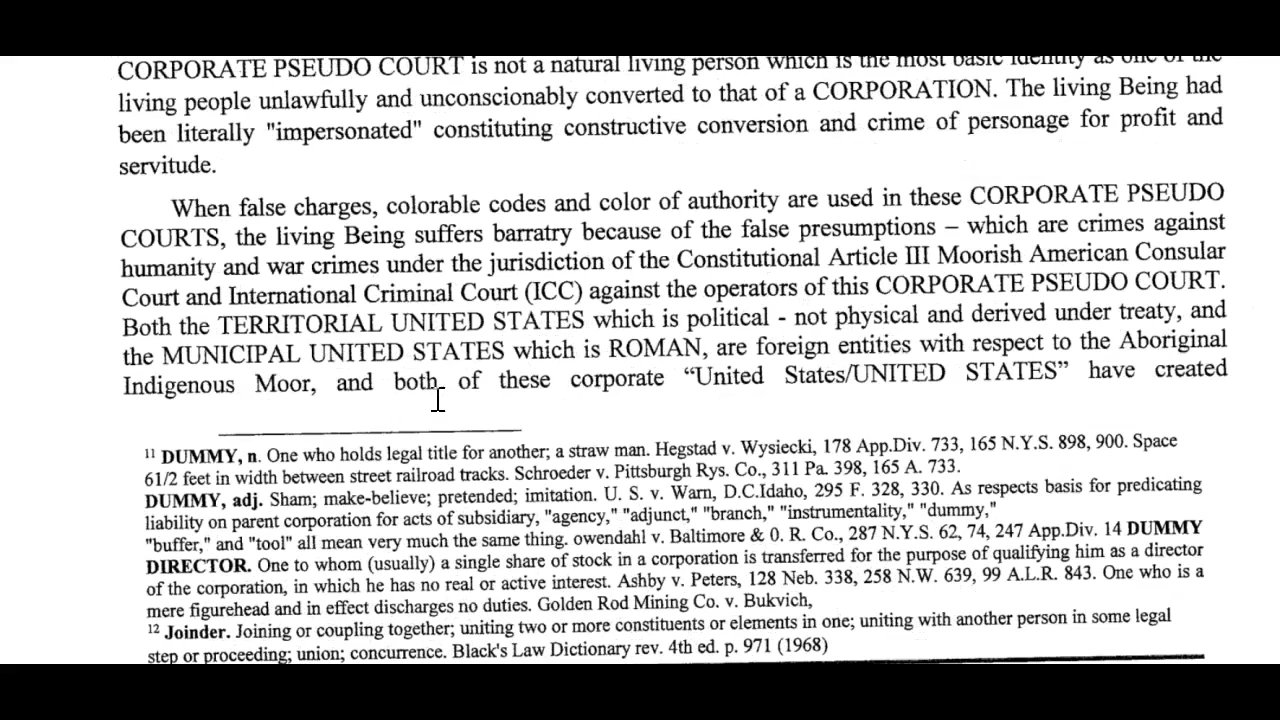 CORPORATE PSEUDO COURT is not a natural living person which is the most basic identity as one of the
living people unlawfully and unconscionably converted to that of a CORPORATION. The living Being had
been literally "impersonated" constituting constructive conversion and crime of personage for profit and
servitude.
When false charges, colorable codes and color of authority are used in these CORPORATE PSEUDO
COURTS, the living Being suffers barratry because of the false presumptions – which are crimes against
humanity and war crimes under the jurisdiction of the Constitutional Article III Moorish American Consular
Court and International Criminal Court (ICC) against the operators of this CORPORATE PSEUDO COURT.
Both the TERRITORIAL UNITED STATES which is political - not physical and derived under treaty, and
the MUNICIPAL UNITED STATES which is ROMAN, are foreign entities with respect to the Aboriginal
Indigenous Moor, and both of these corporate “United States/UNITED STATES” have created
11 DUMMY, n. One who holds legal title for another; a straw man. Hegstad v. Wysiecki, 178 App.Div. 733, 165 N.Y.S. 898, 900. Space
61/2 feet in width between street railroad tracks. Schroeder v. Pittsburgh Rys. Co., 311 Pa. 398, 165 A. 733.
DUMMY, adj. Sham; make-believe; pretended; imitation. U. S. v. Warn, D.C.Idaho, 295 F. 328, 330. As respects basis for predicating
liability on parent corporation for acts of subsidiary, "agency," "adjunct," "branch," "instrumentality," "dummy,"
"buffer," and "tool" all mean very much the same thing. owendahl v. Baltimore & 0. R. Co., 287 N.Y.S. 62, 74, 247 App.Div. 14 DUMMY
DIRECTOR. One to whom (usually) a single share of stock in a corporation is transferred for the purpose of qualifying him as a director
of the corporation, in which he has no real or active interest. Ashby v. Peters, 128 Neb. 338, 258 N.W. 639, 99 A.L.R. 843. One who is a
mere figurehead and in effect discharges no duties. Golden Rod Mining Co. v. Bukvich,
12 Joinder. Joining or coupling together; uniting two or more constituents or elements in one; uniting with another person in some legal
step or proceeding; union; concurrence. Black's Law Dictionary rev. 4th ed. p. 971 (1968)